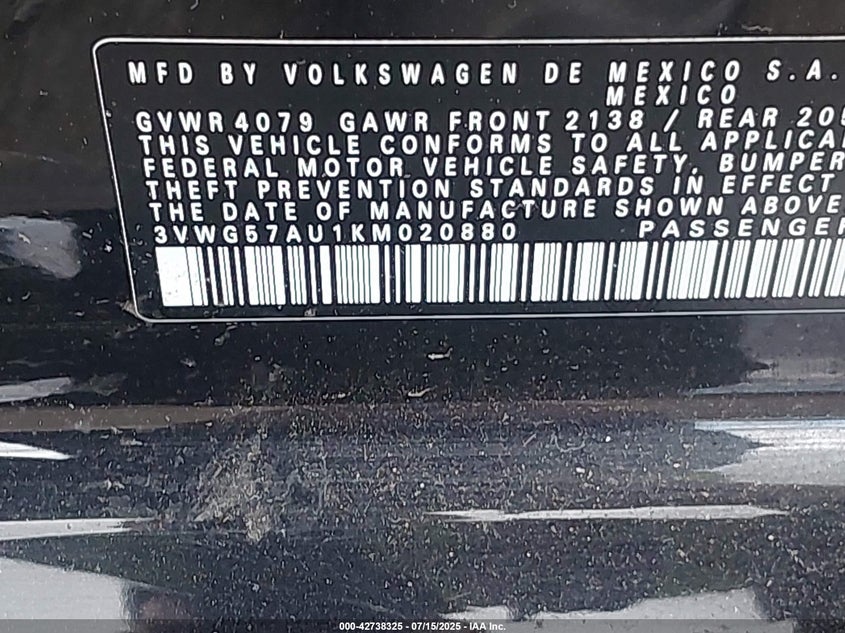 MFD BY VOLKSWAGEN DE MEXICO S.A.
MEXICO
GVWR 4079 GAWR FRONT 2138 / REAR
THIS VEHICLE CONFORMS TO ALL
FEDERAL MOTOR VEHICLE SAFETY, BUMPER
THEFT PREVENTION STANDARDS IN EFFECT
THE DATE OF MANUFACTURE SHOWN ABOVE
3VWG57AU1KM020880 PASSENGER
000-42738325 - 07/15/2025 - IAA Inc.